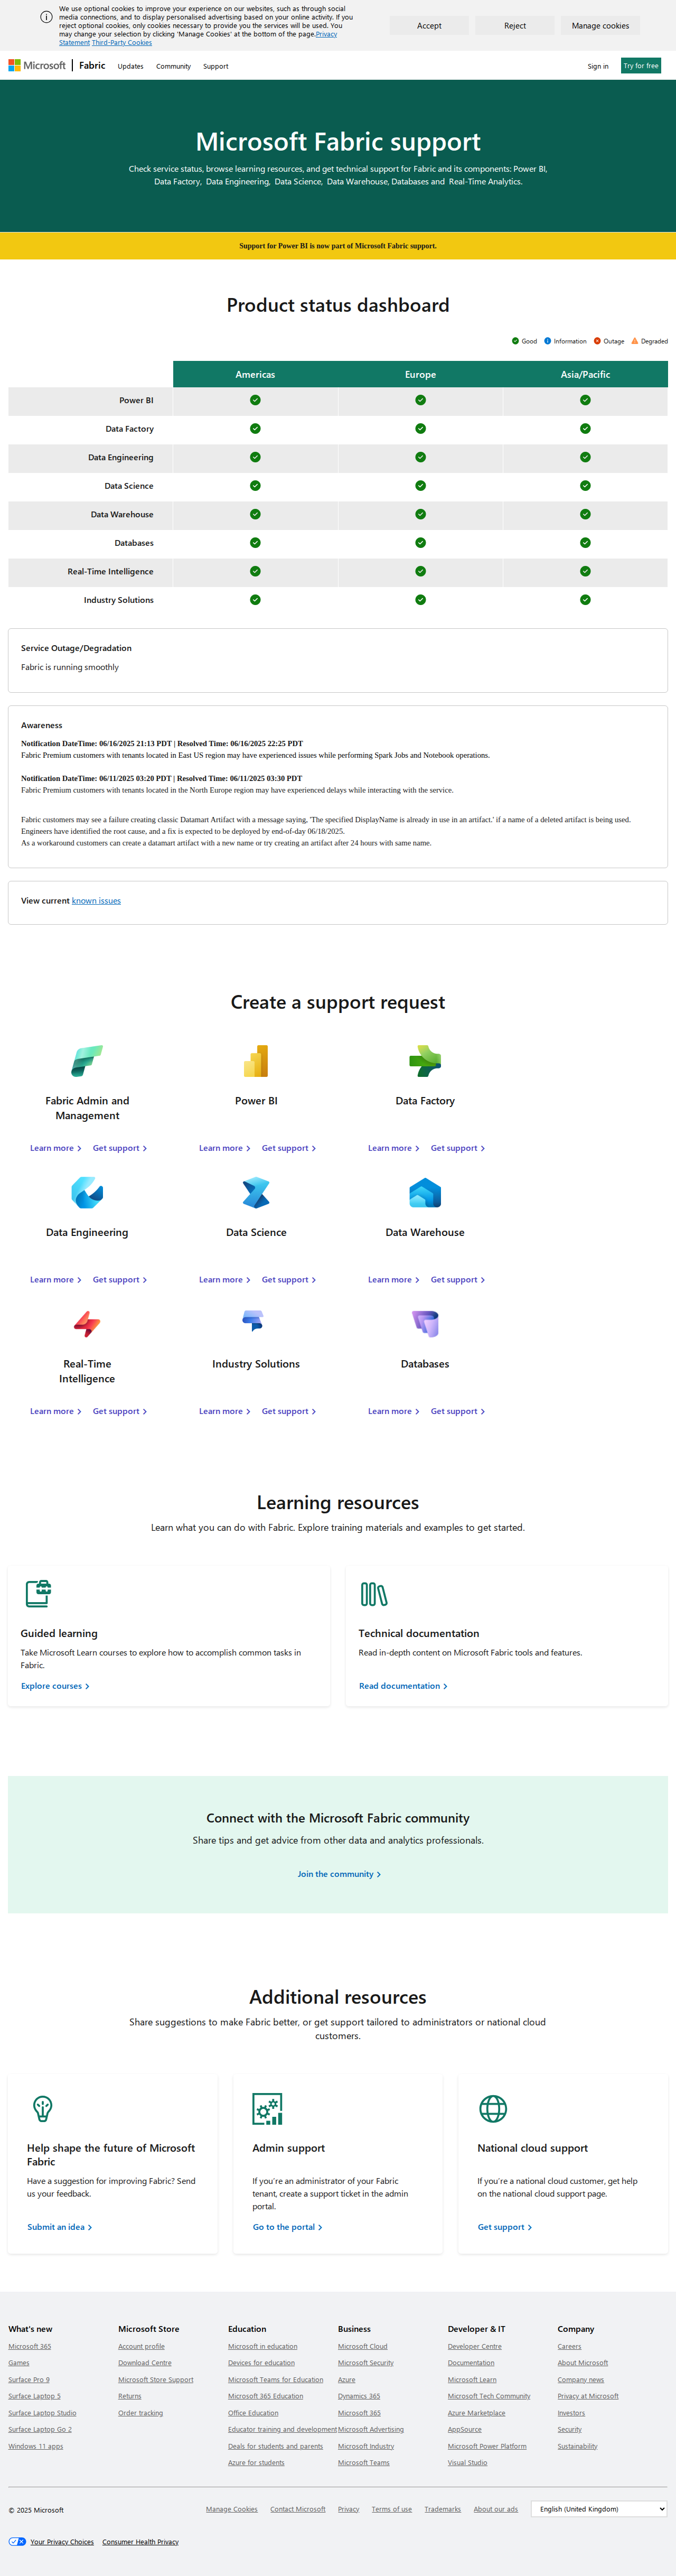 We use optional cookies to improve your experience on our websites, such as through social
media connections, and to display personalised advertising based on your online activity. If you
reject optional cookies, only cookies necessary to provide you the services will be used. You
may change your selection by clicking 'Manage Cookies' at the bottom of the page.Privacy
Statement Third-Party Cookies
Accept Reject Manage cookies
Microsoft Fabric Updates Community Support Sign in Try for free
Microsoft Fabric support
Check service status, browse learning resources, and get technical support for Fabric and its components: Power BI,
Data Factory, Data Engineering, Data Science, Data Warehouse, Databases and Real-Time Analytics.
Support for Power BI is now part of Microsoft Fabric support.
Product status dashboard
Good Information Outage Degraded
Americas Europe Asia/Pacific
Power BI
Data Factory
Data Engineering
Data Science
Data Warehouse
Databases
Real-Time Intelligence
Industry Solutions
Service Outage/Degradation
Fabric is running smoothly
Awareness
Notification DateTime: 06/16/2025 21:13 PDT | Resolved Time: 06/16/2025 22:25 PDT
Fabric Premium customers with tenants located in East US region may have experienced issues while performing Spark Jobs and Notebook operations.
Notification DateTime: 06/11/2025 03:20 PDT | Resolved Time: 06/11/2025 03:30 PDT
Fabric Premium customers with tenants located in the North Europe region may have experienced delays while interacting with the service.
Fabric customers may see a failure creating classic Datamart Artifact with a message saying, 'The specified DisplayName is already in use in an artifact.' if a name of a deleted artifact is being used.
Engineers have identified the root cause, and a fix is expected to be deployed by end-of-day 06/18/2025.
As a workaround customers can create a datamart artifact with a new name or try creating an artifact after 24 hours with same name.
View current known issues
Create a support request
Fabric Admin and
Management
Power BI
Data Factory
Learn more Get support Learn more Get support Learn more Get support
Data Engineering Data Science Data Warehouse
Learn more Get support Learn more Get support Learn more Get support
Real-Time
Intelligence
Industry Solutions
Databases
Learn more Get support Learn more Get support Learn more Get support
Learning resources
Learn what you can do with Fabric. Explore training materials and examples to get started.
Guided learning
Take Microsoft Learn courses to explore how to accomplish common tasks in
Fabric.
Explore courses
Technical documentation
Read in-depth content on Microsoft Fabric tools and features.
Read documentation
Connect with the Microsoft Fabric community
Share tips and get advice from other data and analytics professionals.
Join the community
Additional resources
Share suggestions to make Fabric better, or get support tailored to administrators or national cloud
customers.
Help shape the future of Microsoft
Fabric
Have a suggestion for improving Fabric? Send
us your feedback.
Submit an idea
Admin support
If you're an administrator of your Fabric
tenant, create a support ticket in the admin
portal.
Go to the portal
National cloud support
If you're a national cloud customer, get help
on the national cloud support page.
Get support
What's new
Microsoft 365
Games
Surface Pro 9
Surface Laptop 5
Surface Laptop Studio
Surface Laptop Go 2
Windows 11 apps
Microsoft Store
Account profile
Download Centre
Microsoft Store Support
Returns
Order tracking
Education
Microsoft in education
Devices for education
Microsoft Teams for Education
Microsoft 365 Education
Office Education
Educator training and development
Deals for students and parents
Azure for students
Business
Microsoft Cloud
Microsoft Security
Azure
Dynamics 365
Microsoft 365
Microsoft Advertising
Microsoft Industry
Microsoft Teams
Developer & IT
Developer Centre
Documentation
Microsoft Learn
Microsoft Tech Community
Azure Marketplace
AppSource
Microsoft Power Platform
Visual Studio
Company
Careers
About Microsoft
Company news
Privacy at Microsoft
Investors
Security
Sustainability
© 2025 Microsoft
Manage Cookies Contact Microsoft Privacy Terms of use Trademarks About our ads English (United Kingdom)
Your Privacy Choices Consumer Health Privacy